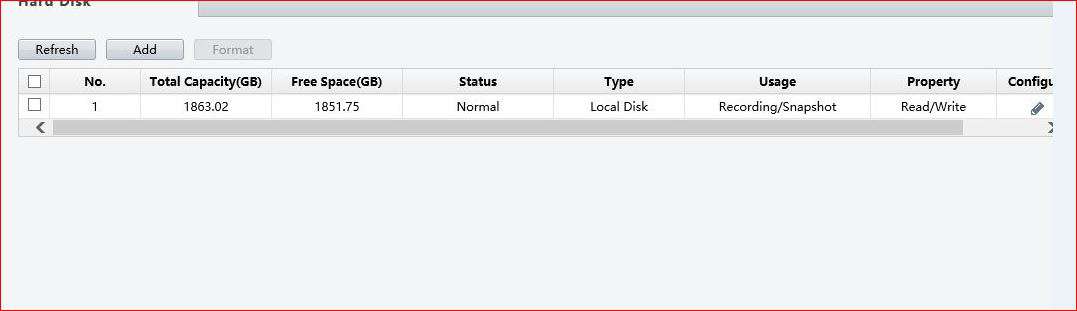 Hard Disk
Refresh Add Format
No. Total Capacity(GB) Free Space(GB) Status Type Usage Property Configu
1 1863.02 1851.75 Normal Local Disk Recording/Snapshot Read/Write